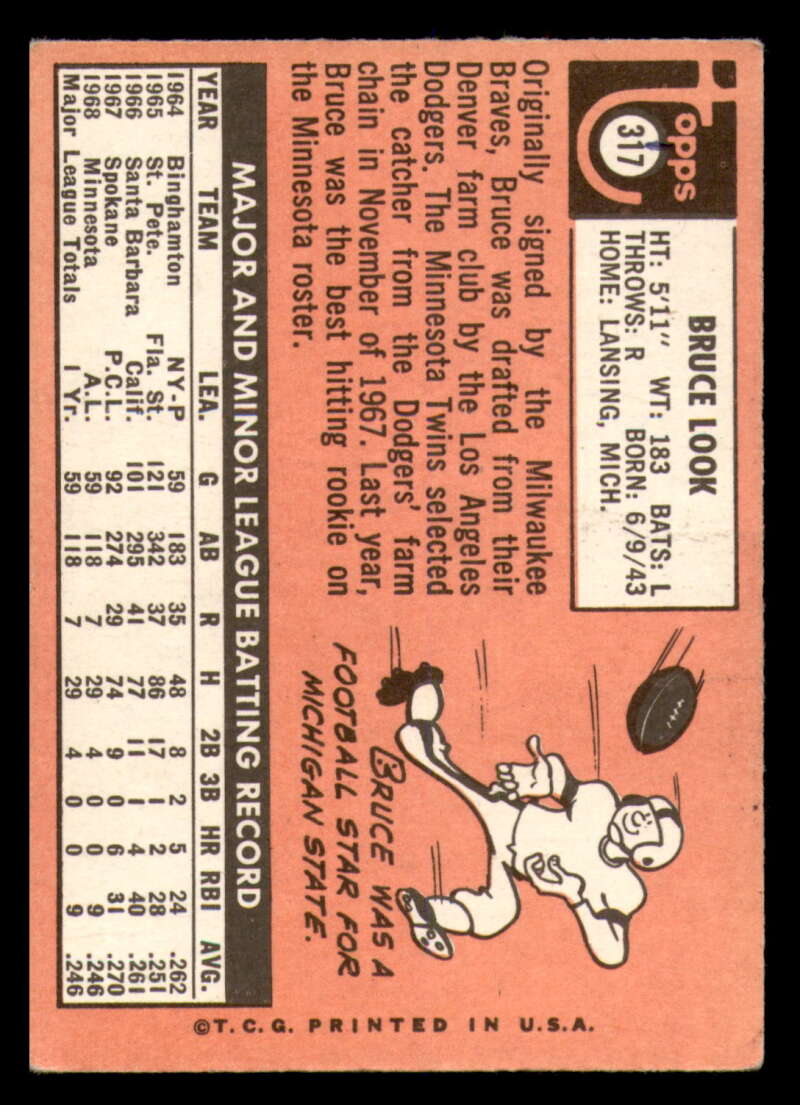 Topps
317
BRUCE LOOK
HT: 5'11" WT: 183 BATS: L
THROWS: R BORN: 6/9/43
HOME: LANSING, MICH.
Originally signed by the Milwaukee
Braves, Bruce was drafted from their
Denver farm club by the Los Angeles
Dodgers. The Minnesota Twins selected
the catcher from the Dodgers' farm
chain in November of 1967. Last year,
Bruce was the best hitting rookie on
the Minnesota roster.
BRUCE WAS A
FOOTBALL STAR FOR
MICHIGAN STATE.
MAJOR AND MINOR LEAGUE BATTING RECORD
YEAR TEAM LEA. G AB R H 2B 3B HR RBI AVG.
1964 Binghamton NY-P 59 183 35 48 8 2 5 24 .262
1965 St. Pete. Fla. St. 121 342 37 86 17 1 2 28 .251
1966 Santa Barbara Calif. 101 295 41 77 11 1 4 40 .261
1967 Spokane P.C.L. 92 274 29 74 9 0 6 31 .270
1968 Minnesota A.L. 59 118 7 29 4 0 0 9 .246
Major League Totals 1 Yr. 59 118 7 29 4 0 0 9 .246
©T.C.G. PRINTED IN U.S.A.